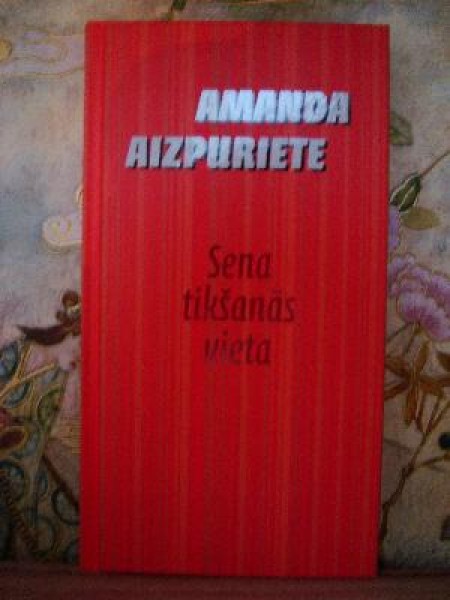 AMANDA
AIZPURIETE
Sena
tikšanās
vieta